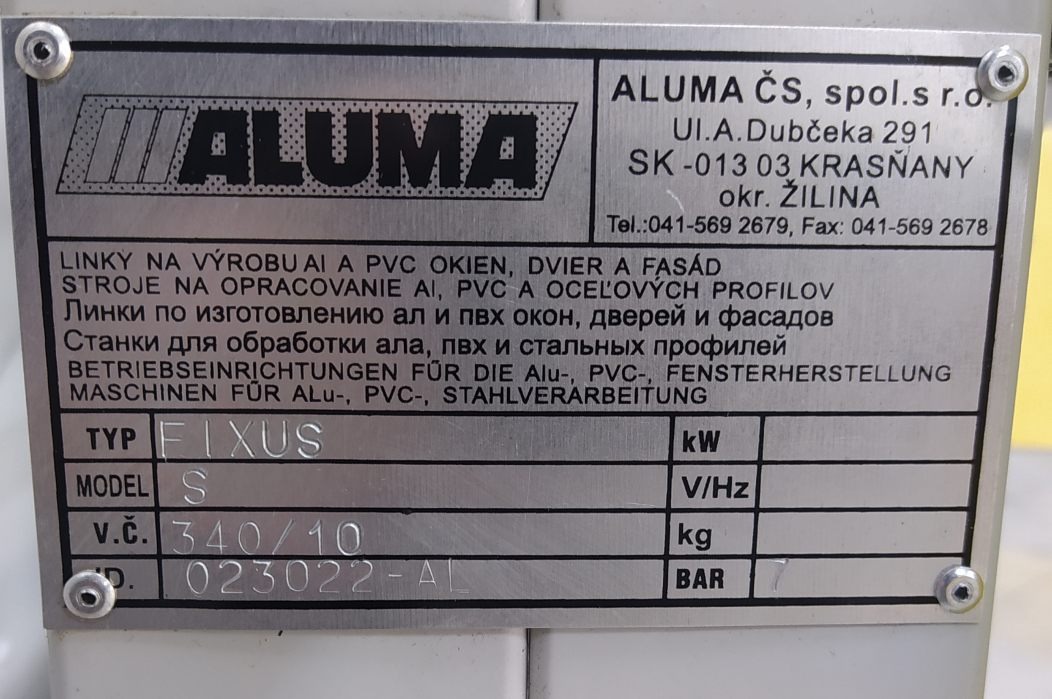 ALUMA
ALUMA ČS, spol.s r.o.
Ul.A.Dubčeka 291
SK -013 03 KRASŇANY
okr. ŽILINA
Tel.:041-569 2679, Fax: 041-569 2678
LINKY NA VÝROBU Al A PVC OKIEN, DVIER A FASÁD
STROJE NA OPRACOVANIE Al, PVC A OCEĽOVÝCH PROFILOV
Линки по изготовлению ал и пвх окон, дверей и фасадов
Станки для обработки ала, пвх и стальных профилей
BETRIEBSEINRICHTUNGEN FŰR DIE Alu-, PVC-, FENSTERHERSTELLUNG
MASCHINEN FŰR ALu-, PVC-, STAHLVERARBEITUNG
TYP FIXUS kW
MODEL S V/Hz
V.Č. 340/10 kg
D. 023022-AL BAR 7